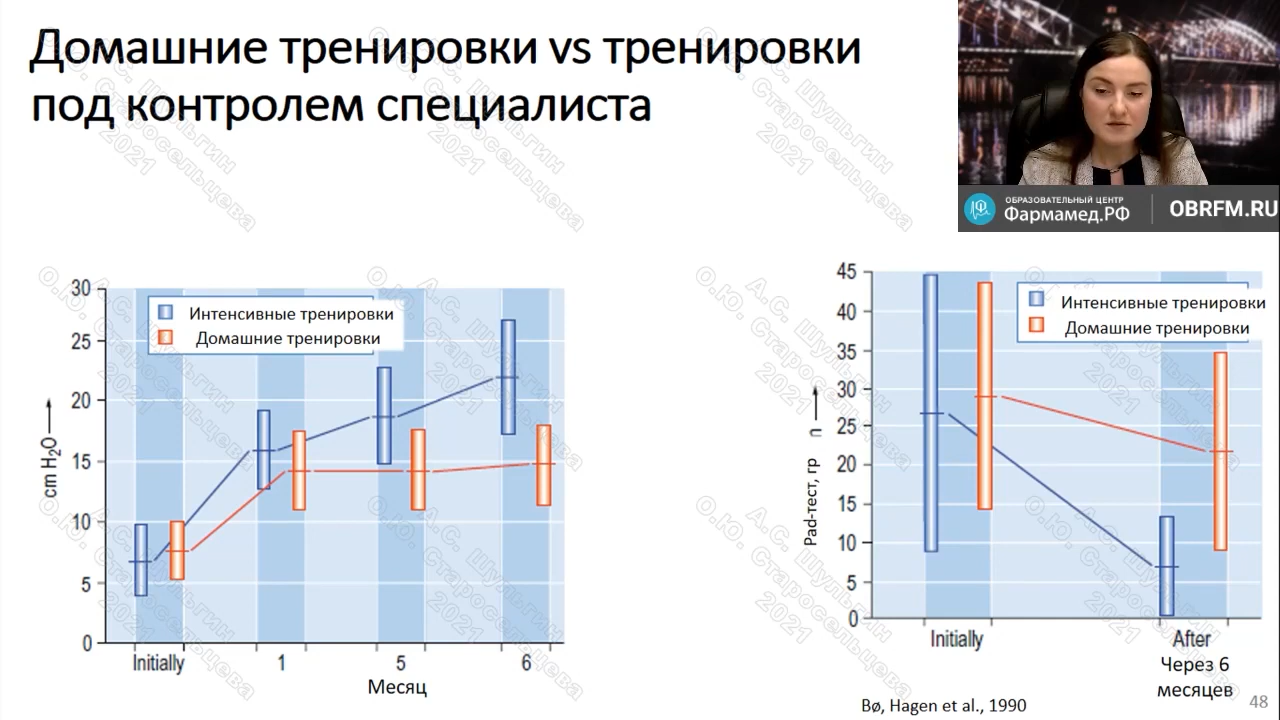 Домашние тренировки vs тренировки
под контролем специалиста
ОБРАЗОВАТЕЛЬНЫЙ ЦЕНТР
Фармамед.РФ
OBRFM.RU
30
25
20
15
10
5
0
cm H₂O
Интенсивные тренировки
Домашние тренировки
Initially
1
5
6
Месяц
45
40
35
30
25
20
15
10
5
0
Pad-тест, гр
n
Интенсивные тренировки
Домашние тренировки
Initially
After
Через 6
месяцев
Bø, Hagen et al., 1990
48
А.С. Шульгин
О.Ю. Старосельцева
2021